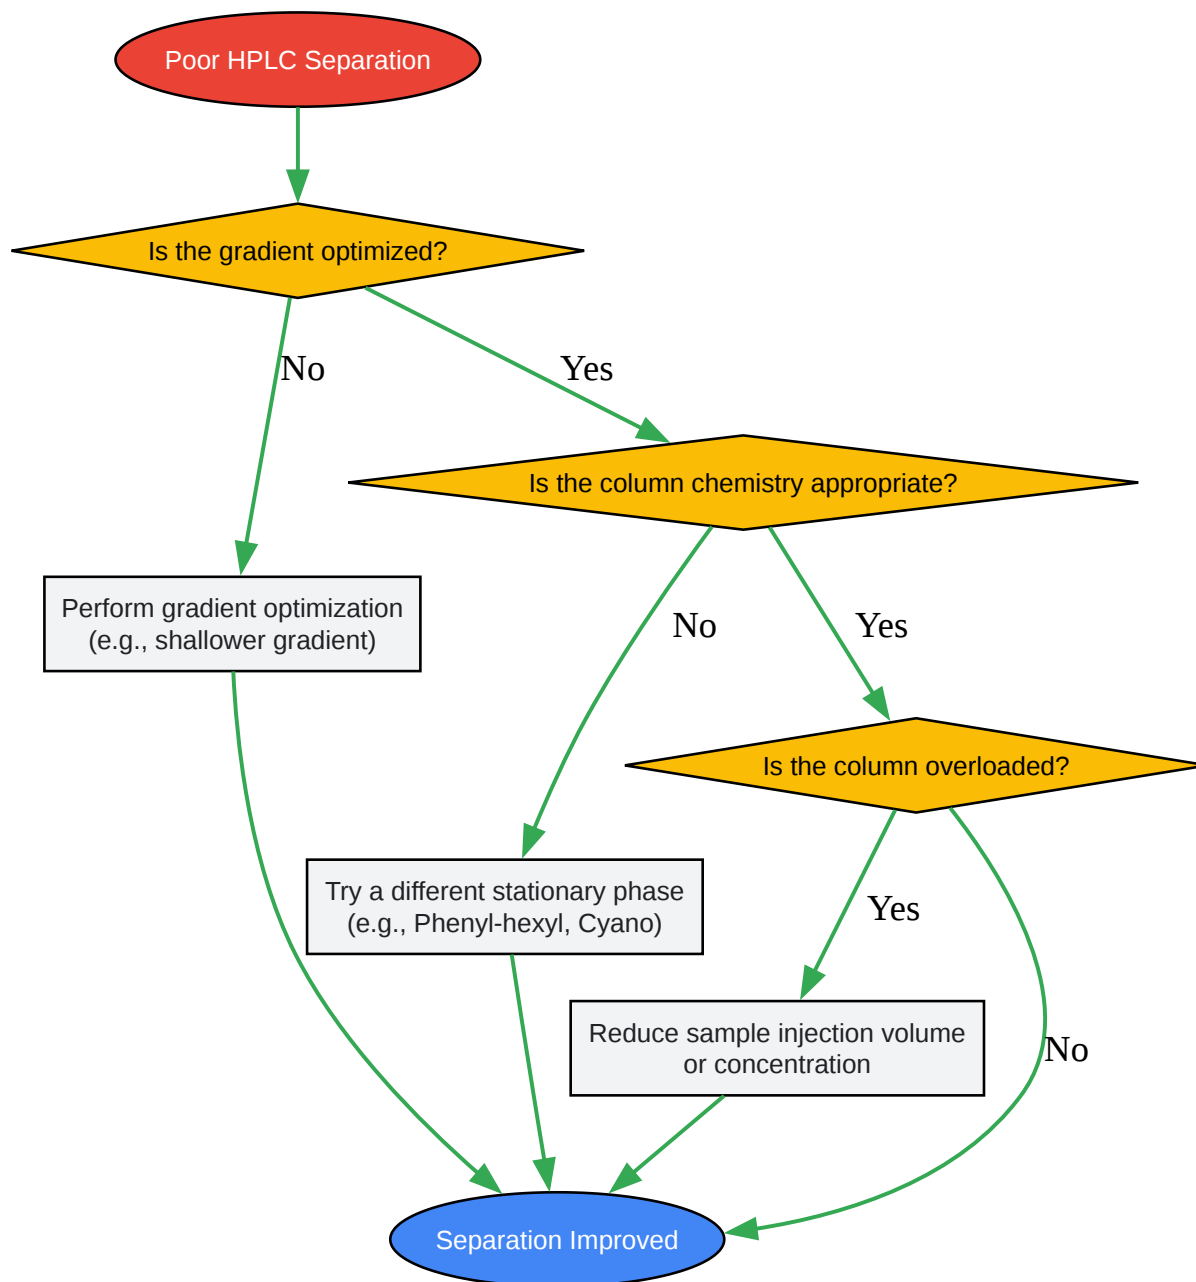 Poor HPLC Separation
Is the gradient optimized?
No
Yes
Is the column chemistry appropriate?
Perform gradient optimization
(e.g., shallower gradient)
No
Yes
Is the column overloaded?
Try a different stationary phase
(e.g., Phenyl-hexyl, Cyano)
Yes
Reduce sample injection volume
or concentration
No
Separation Improved